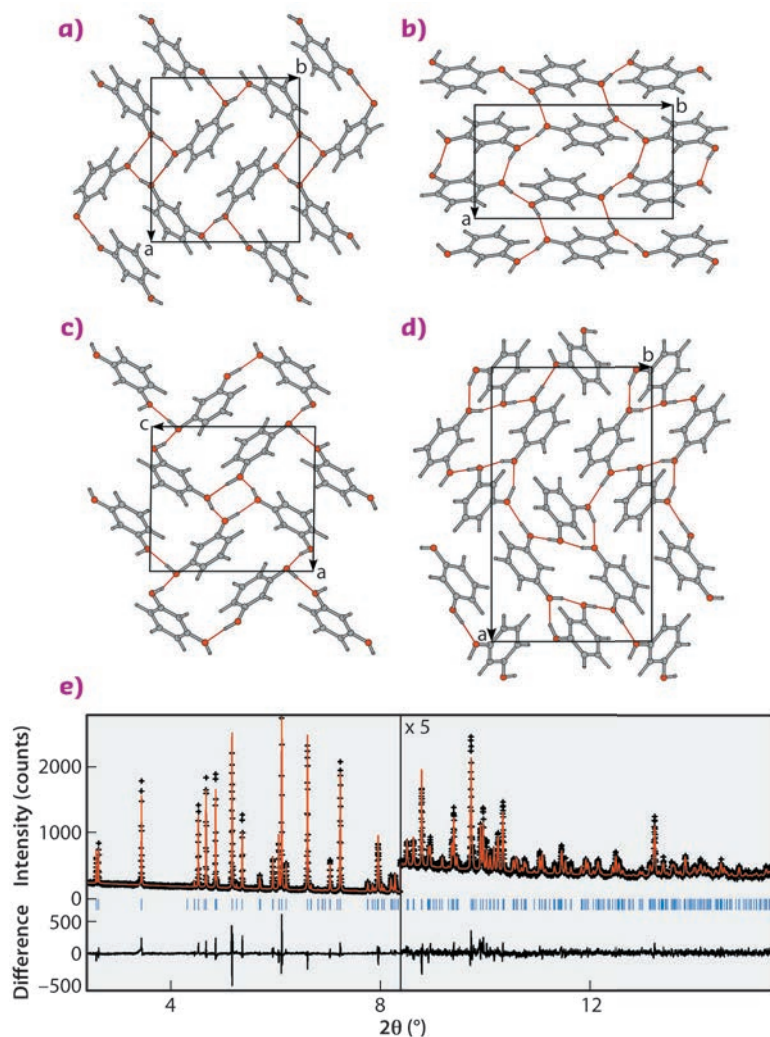 a)
b
a
b)
b
a
c)
c
a
d)
b
a
e)
x 5
Intensity (counts)
2000
1000
0
Difference
500
0
−500
4
8
12
2θ (°)